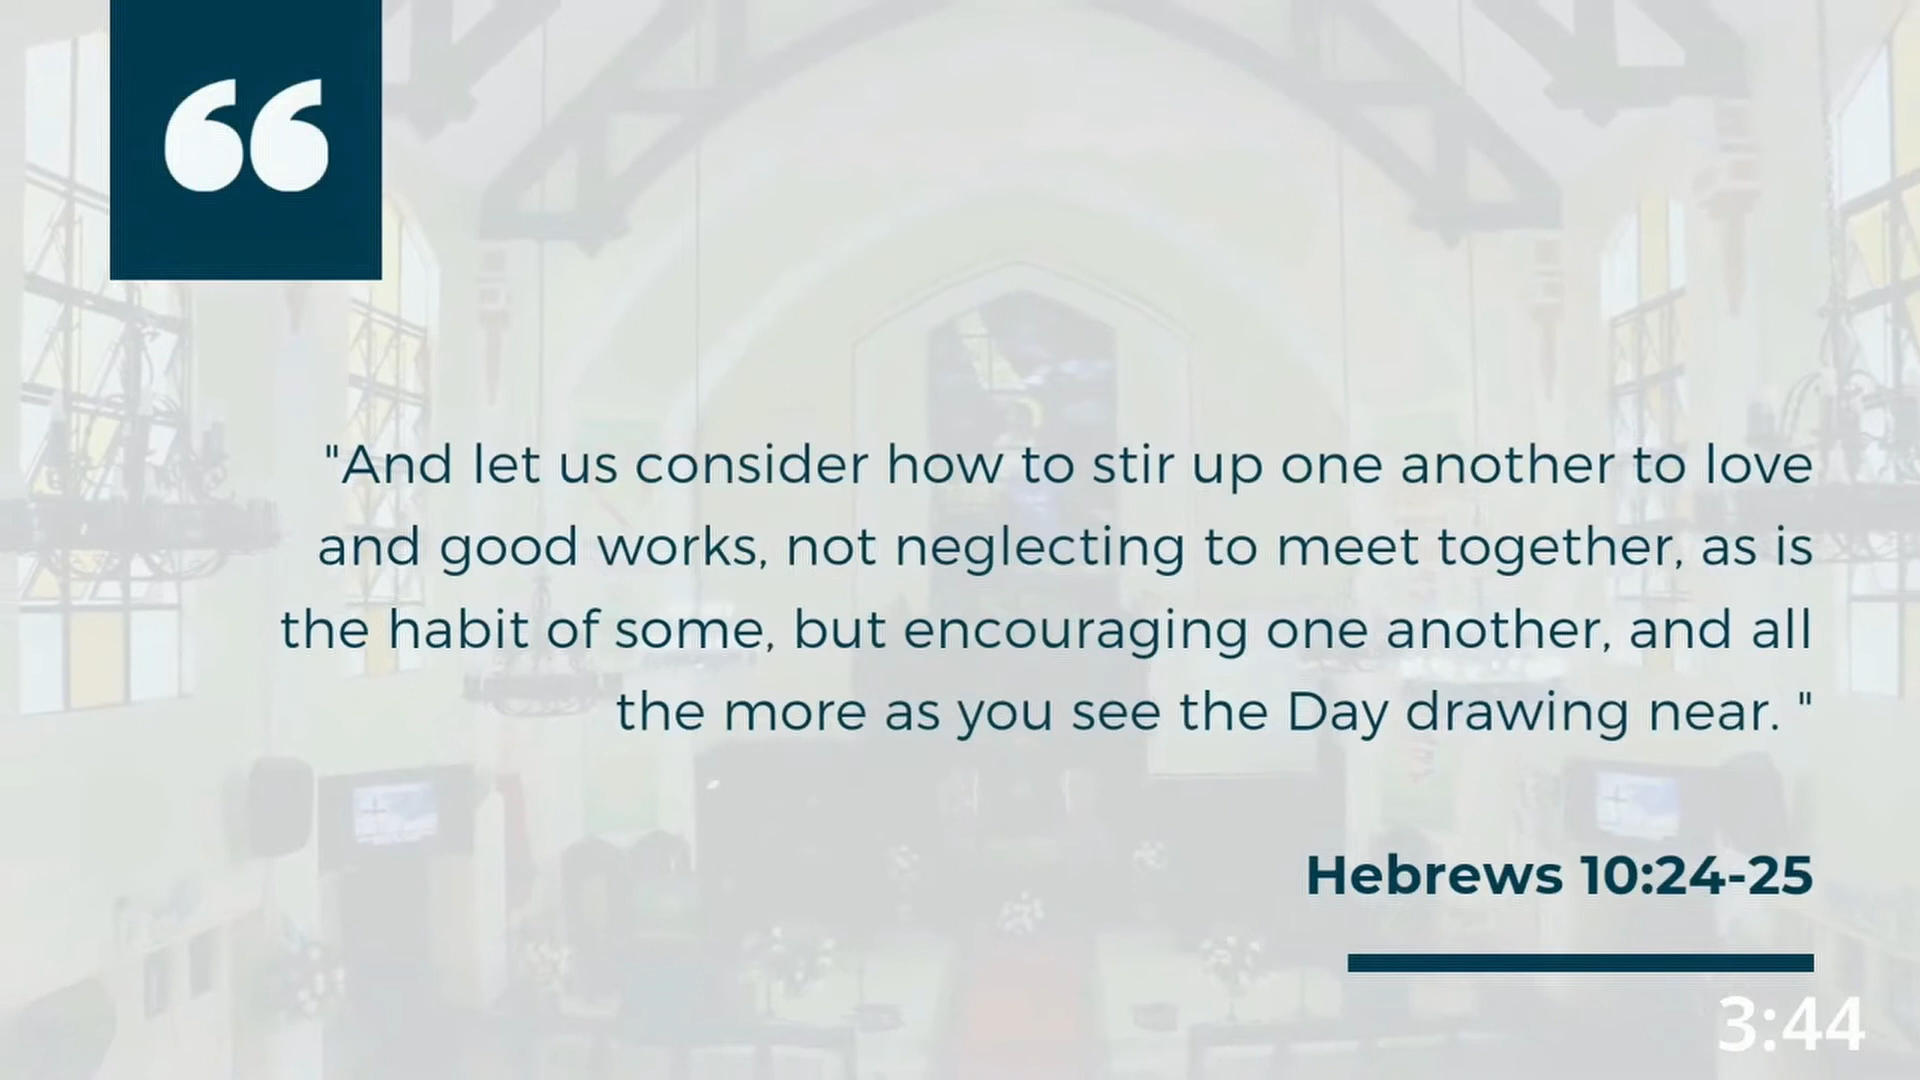 "And let us consider how to stir up one another to love
and good works, not neglecting to meet together, as is
the habit of some, but encouraging one another, and all
the more as you see the Day drawing near. "
Hebrews 10:24-25
3:44